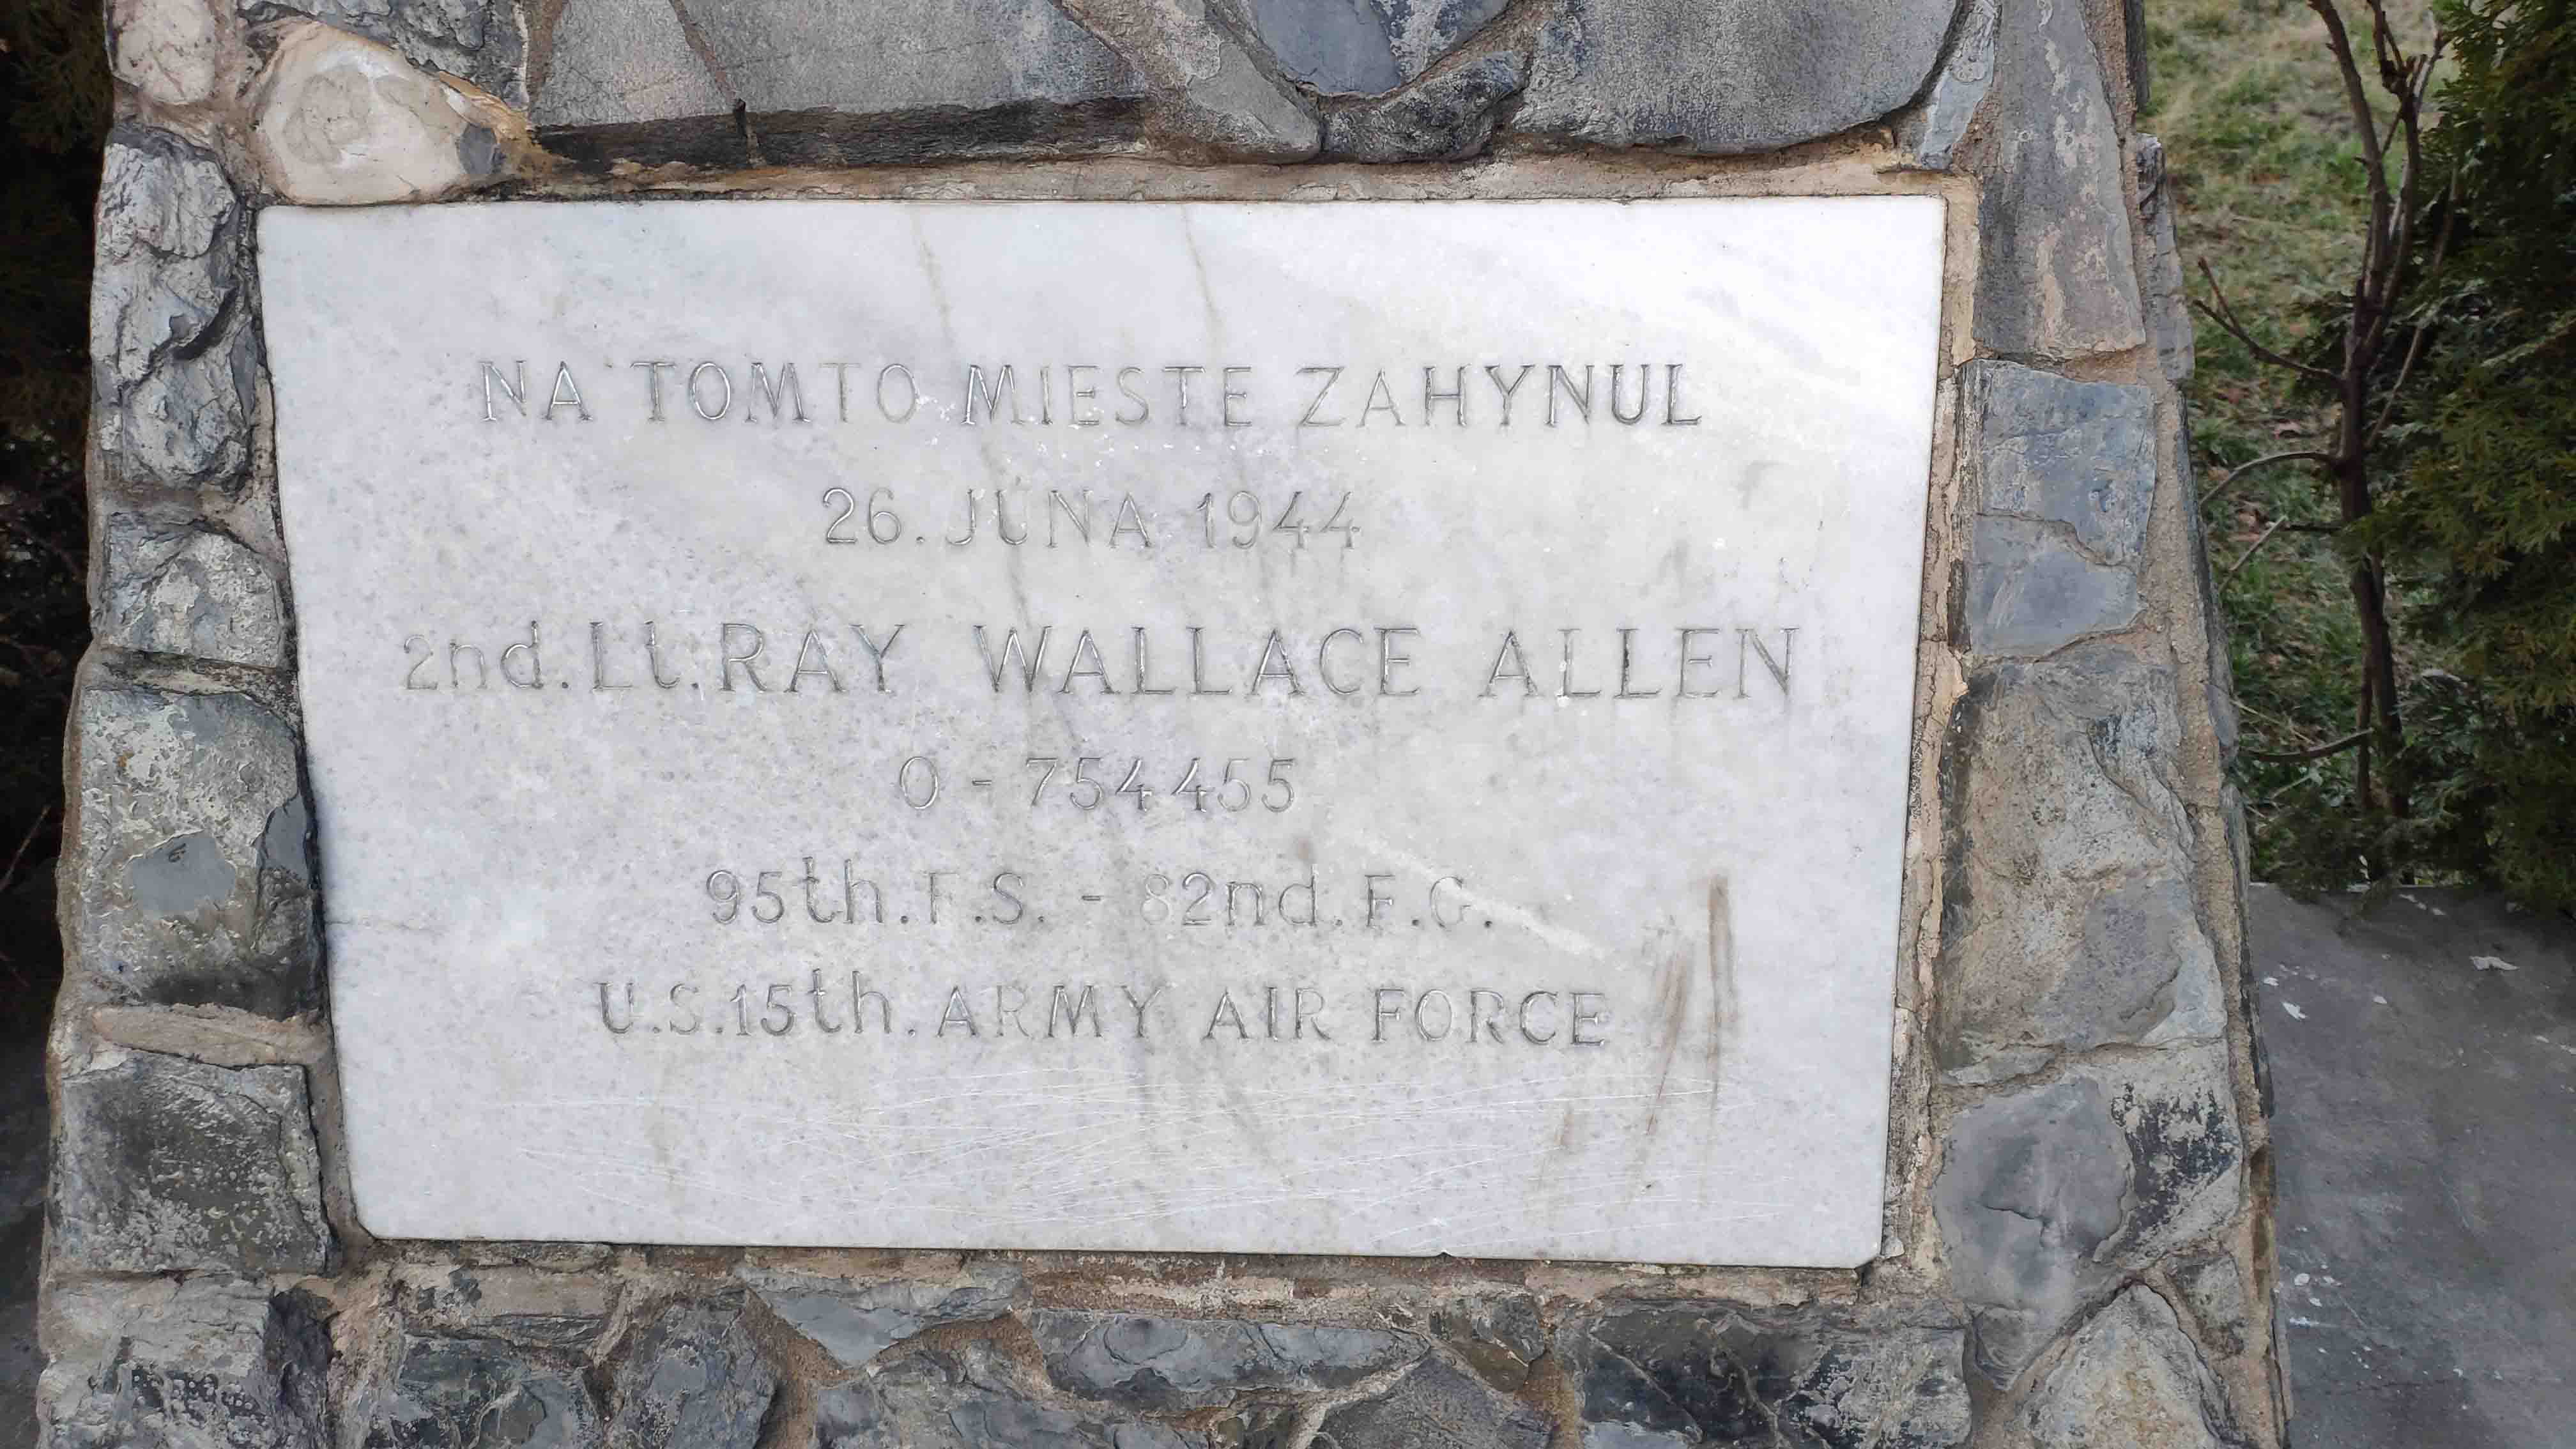 NA TOMTO MIESTE ZAHYNUL
26. JÚNA 1944
2nd. Lt. RAY WALLACE ALLEN
O - 754455
95th. F.S. - 82nd. F.G.
U.S. 15th. ARMY AIR FORCE